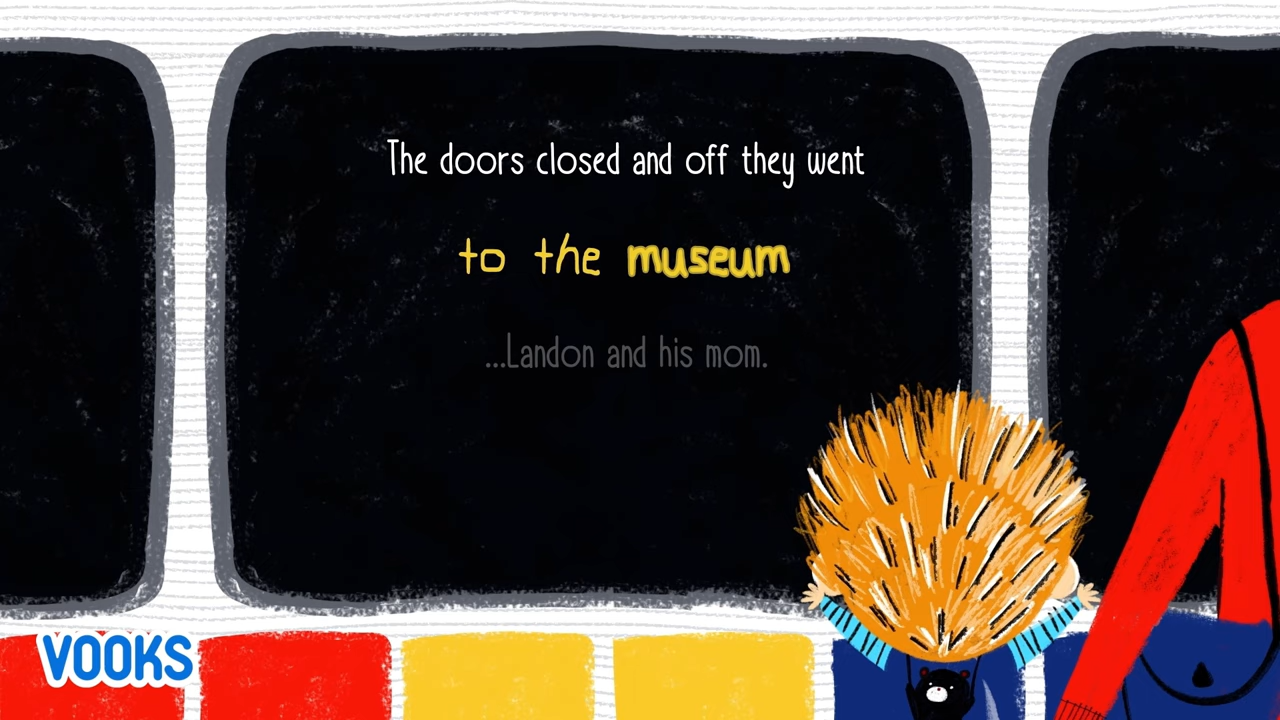 The doors closed and off they went
to the museum
...Landon and his mom.
VOOKS